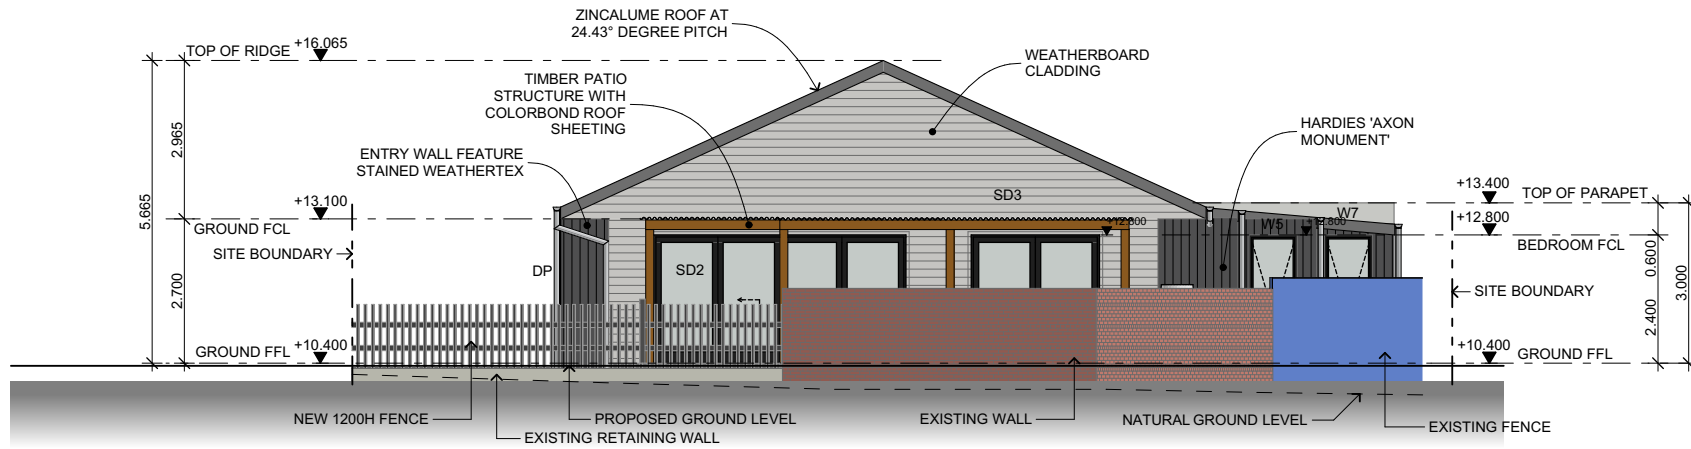 ZINCALUME ROOF AT
24.43° DEGREE PITCH
TOP OF RIDGE
+16.065
WEATHERBOARD
CLADDING
TIMBER PATIO
STRUCTURE WITH
COLORBOND ROOF
SHEETING
HARDIES 'AXON
MONUMENT'
ENTRY WALL FEATURE
STAINED WEATHERTEX
2.965
5.665
2.700
+13.100
GROUND FCL
SITE BOUNDARY
DP
SD2
SD3
+12.800
W5
+12.800
W7
+13.400
TOP OF PARAPET
+12.800
BEDROOM FCL
0.600
2.400
3.000
SITE BOUNDARY
GROUND FFL
+10.400
+10.400
GROUND FFL
NEW 1200H FENCE
PROPOSED GROUND LEVEL
EXISTING RETAINING WALL
EXISTING WALL
NATURAL GROUND LEVEL
EXISTING FENCE